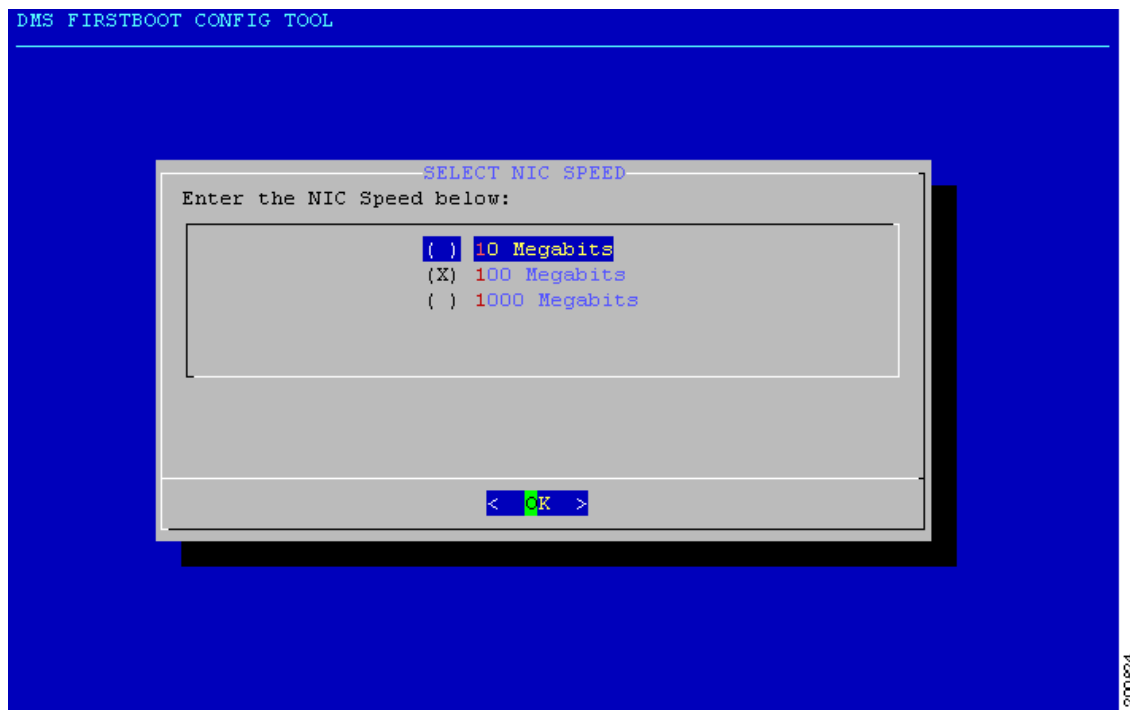 DMS FIRSTBOOT CONFIG TOOL
SELECT NIC SPEED
Enter the NIC Speed below:
( ) 10 Megabits
(X) 100 Megabits
( ) 1000 Megabits
< OK >